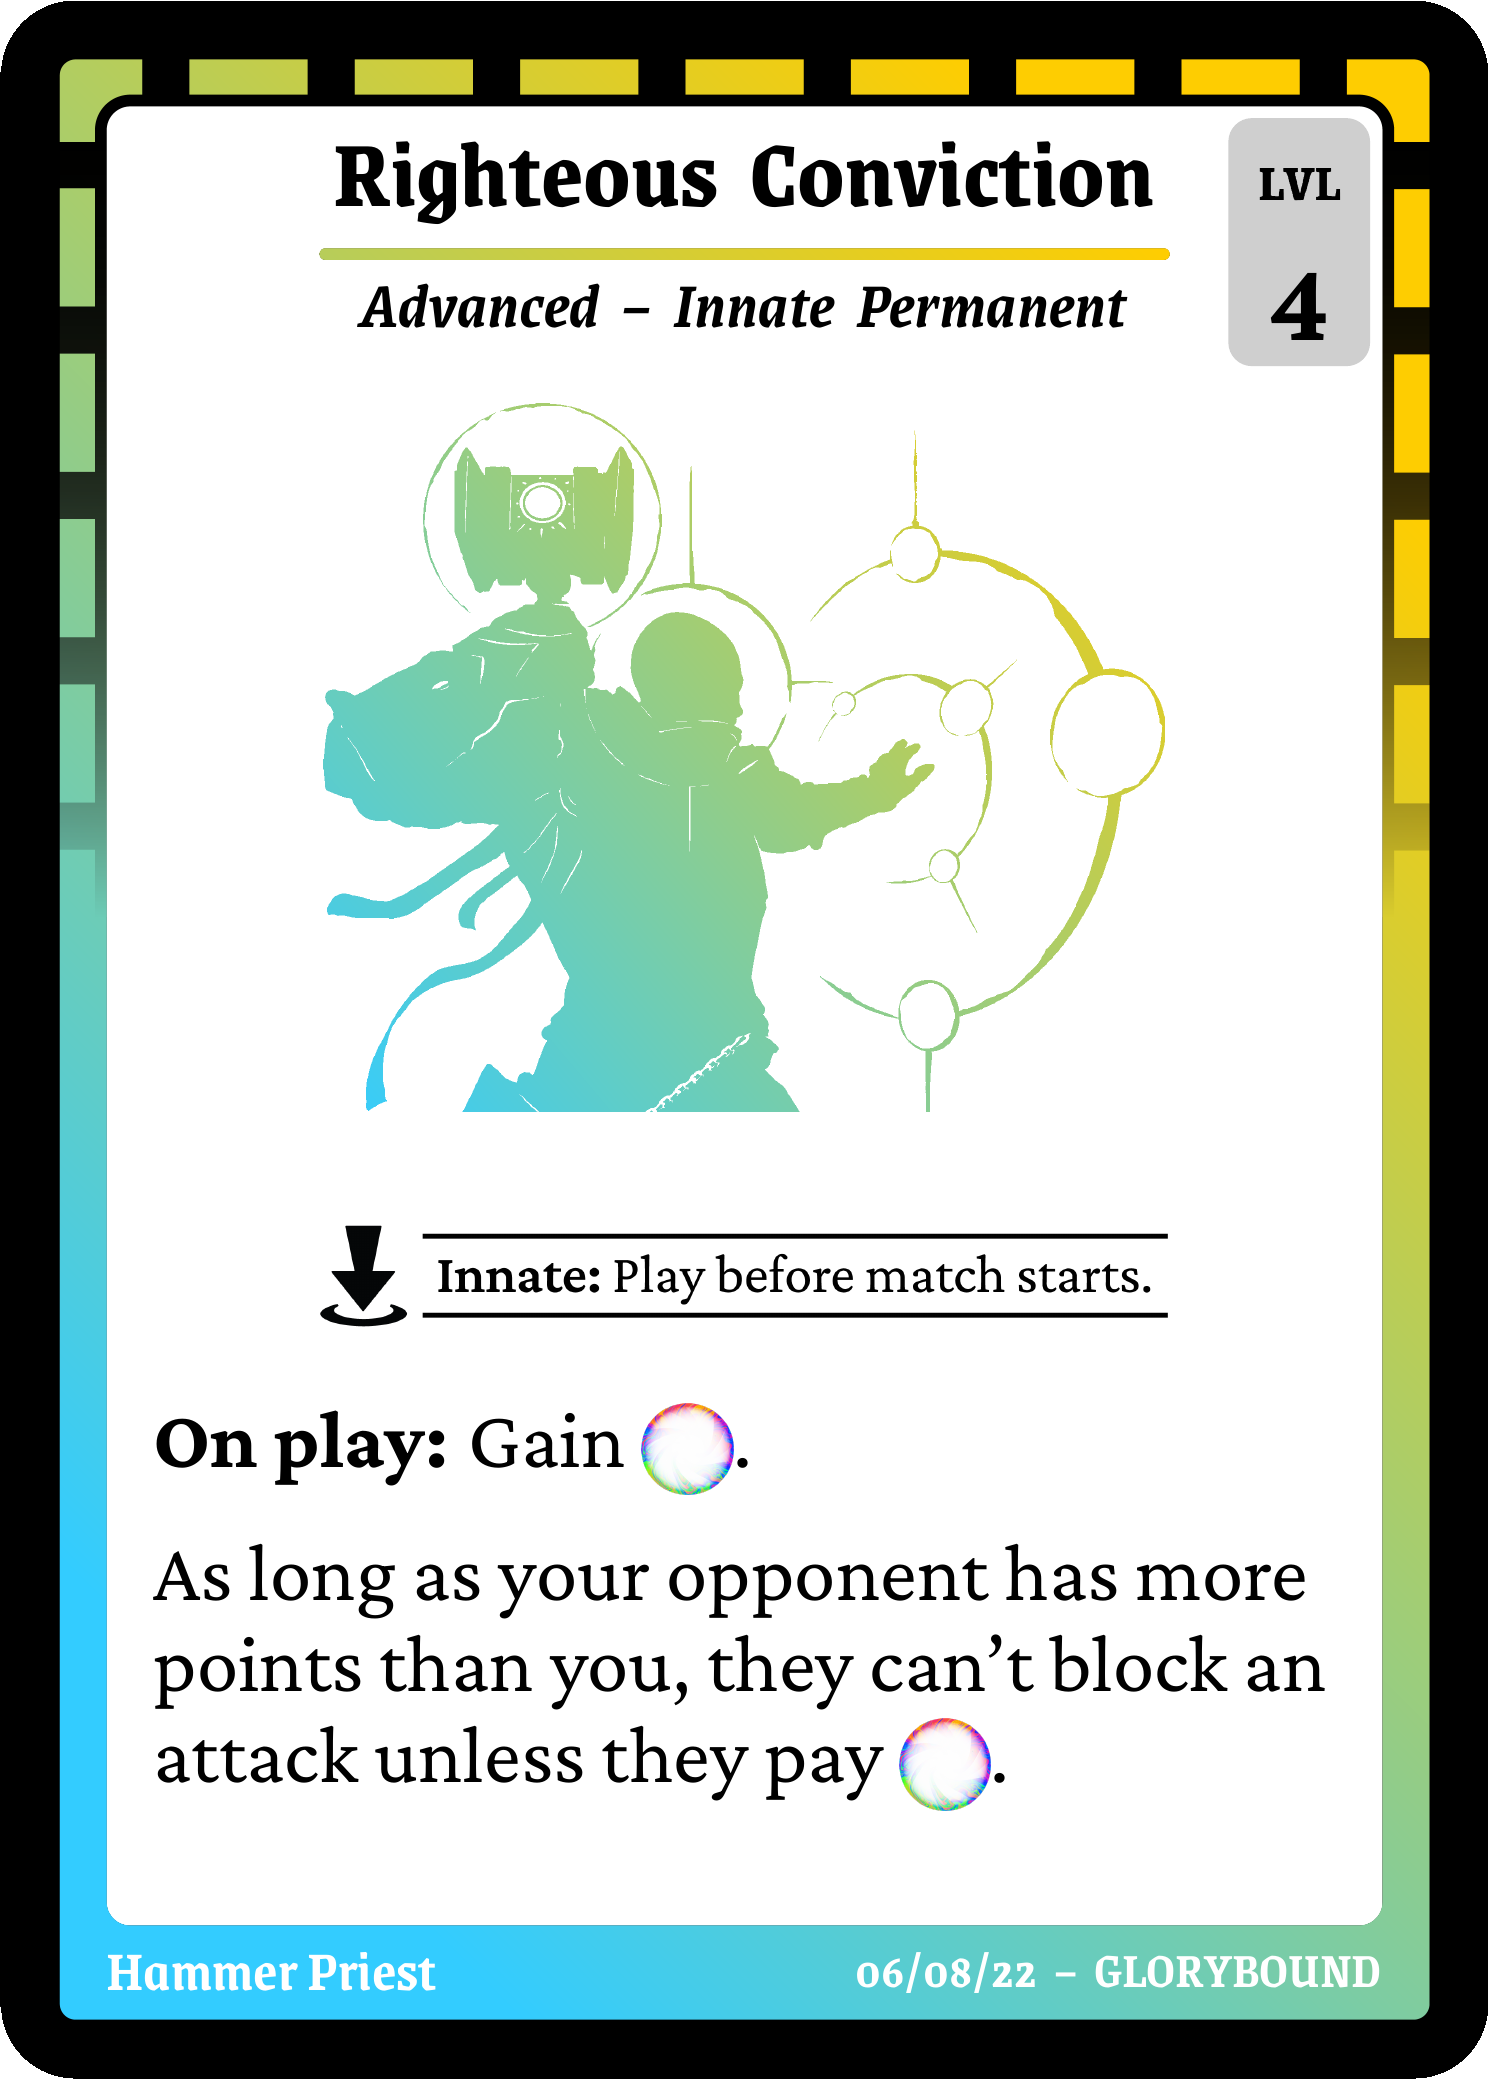 Righteous Conviction
LVL
4
Advanced – Innate Permanent
Innate: Play before match starts.
On play: Gain .
As long as your opponent has more
points than you, they can’t block an
attack unless they pay .
Hammer Priest
06/08/22 – GLORYBOUND